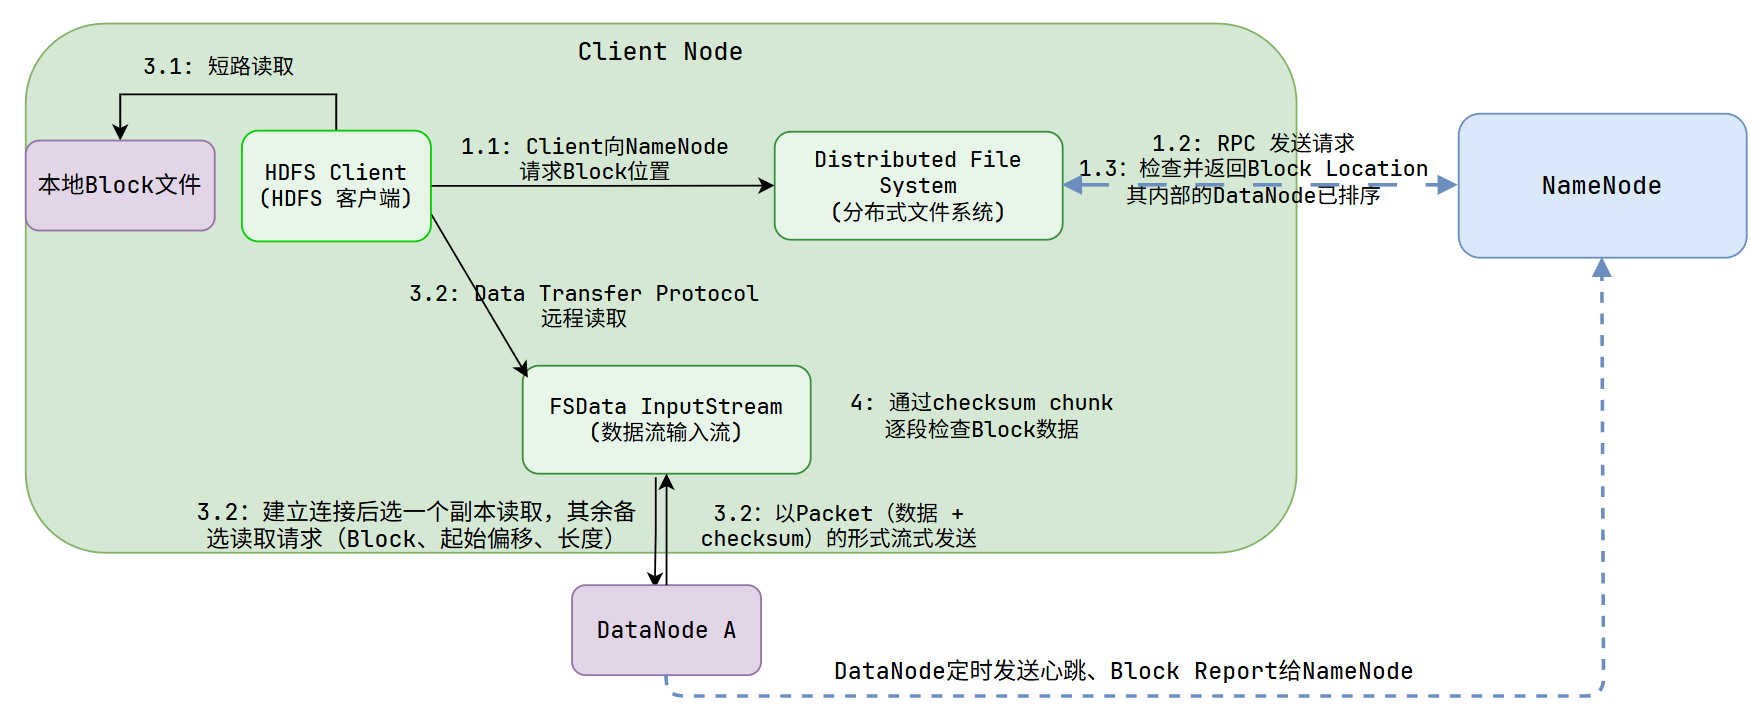 Client Node
3.1: 短路读取
本地Block文件
HDFS Client
(HDFS 客户端)
1.1: Client向NameNode
请求Block位置
Distributed File
System
(分布式文件系统)
1.2: RPC 发送请求
1.3: 检查并返回Block Location
其内部的DataNode已排序
NameNode
3.2: Data Transfer Protocol
远程读取
FSData InputStream
(数据流输入流)
4: 通过checksum chunk
逐段检查Block数据
3.2: 建立连接后选一个副本读取，其余备
选读取请求（Block、起始偏移、长度）
3.2: 以Packet（数据 +
checksum）的形式流式发送
DataNode A
DataNode定时发送心跳、Block Report给NameNode